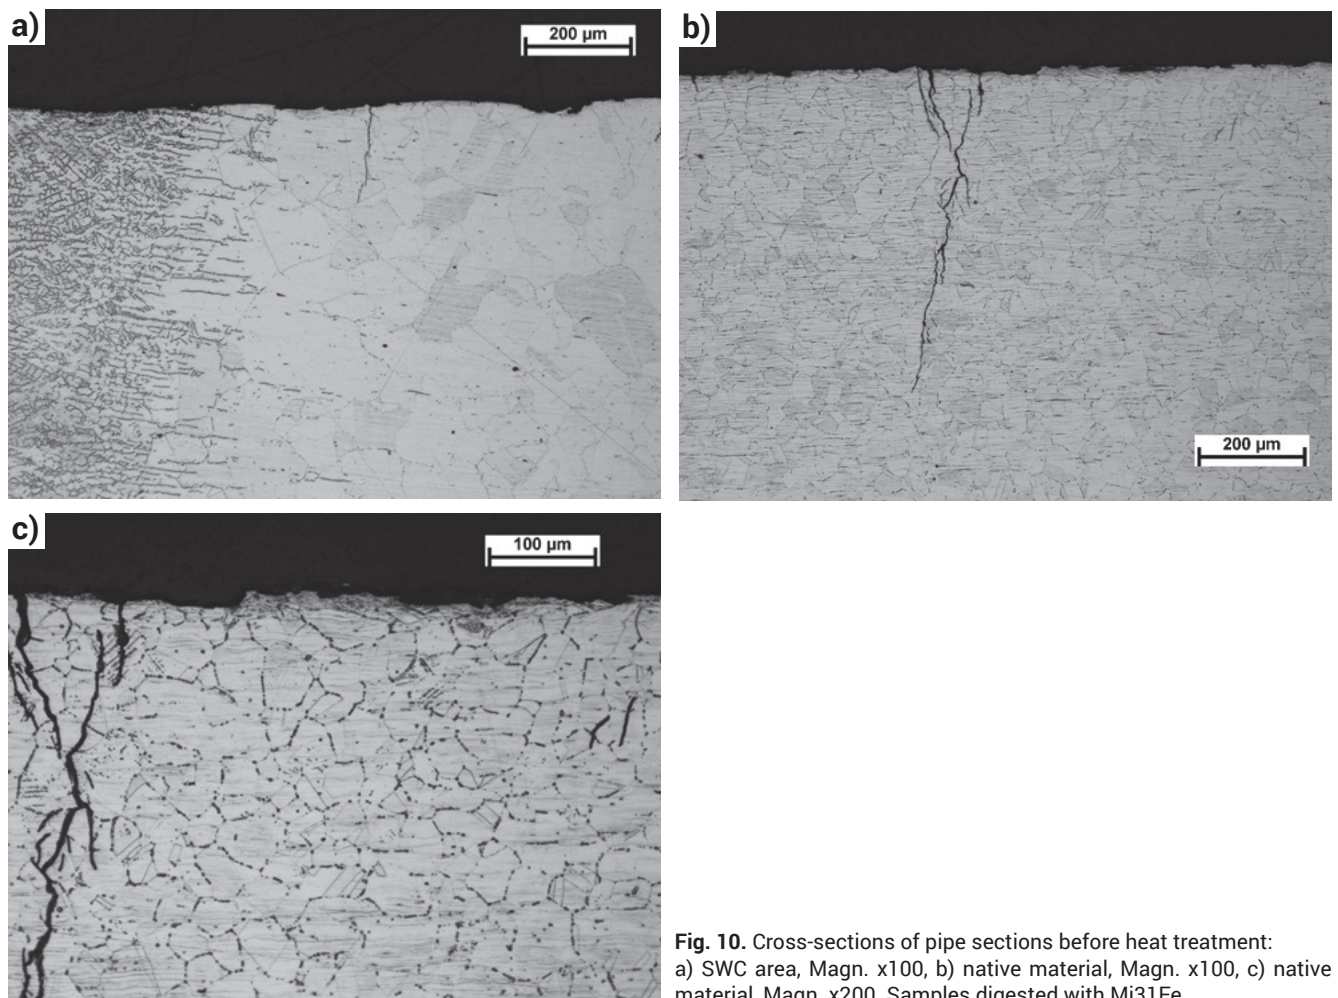 a)
200 µm
b)
200 µm
c)
100 µm
Fig. 10. Cross-sections of pipe sections before heat treatment:
a) SWC area, Magn. x100, b) native material, Magn. x100, c) native
material, Magn. x200. Samples digested with Mi31Fe